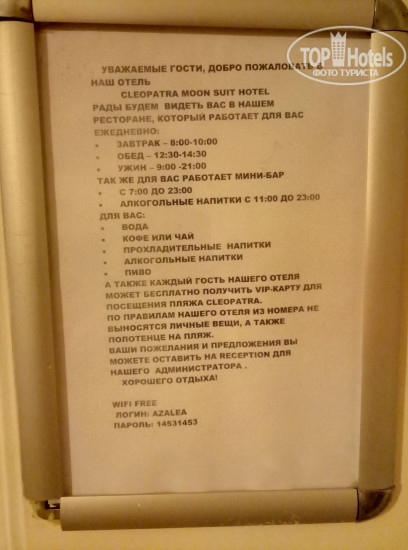 TOPHotels
ФОТО ТУРИСТА
УВАЖАЕМЫЕ ГОСТИ, ДОБРО ПОЖАЛОВАТЬ В
НАШ ОТЕЛЬ
CLEOPATRA MOON SUIT HOTEL
РАДЫ БУДЕМ ВИДЕТЬ ВАС В НАШЕМ
РЕСТОРАНЕ, КОТОРЫЙ РАБОТАЕТ ДЛЯ ВАС
ЕЖЕДНЕВНО:
• ЗАВТРАК – 8:00-10:00
• ОБЕД – 12:30-14:30
• УЖИН – 9:00 -21:00
ТАК ЖЕ ДЛЯ ВАС РАБОТАЕТ МИНИ-БАР
• С 7:00 ДО 23:00
• АЛКОГОЛЬНЫЕ НАПИТКИ С 11:00 ДО 23:00
ДЛЯ ВАС:
• ВОДА
• КОФЕ ИЛИ ЧАЙ
• ПРОХЛАДИТЕЛЬНЫЕ НАПИТКИ
• АЛКОГОЛЬНЫЕ НАПИТКИ
• ПИВО
А ТАКЖЕ КАЖДЫЙ ГОСТЬ НАШЕГО ОТЕЛЯ
МОЖЕТ БЕСПЛАТНО ПОЛУЧИТЬ VIP-КАРТУ ДЛЯ
ПОСЕЩЕНИЯ ПЛЯЖА CLEOPATRA.
ПО ПРАВИЛАМ НАШЕГО ОТЕЛЯ ИЗ НОМЕРА НЕ
ВЫНОСЯТСЯ ЛИЧНЫЕ ВЕЩИ, А ТАКЖЕ
ПОЛОТЕНЦЕ НА ПЛЯЖ.
ВАШИ ПОЖЕЛАНИЯ И ПРЕДЛОЖЕНИЯ ВЫ
МОЖЕТЕ ОСТАВИТЬ НА RECEPTION ДЛЯ
НАШЕГО АДМИНИСТРАТОРА .
ХОРОШЕГО ОТДЫХА!
WIFI FREE
ЛОГИН: AZALEA
ПАРОЛЬ: 14531453